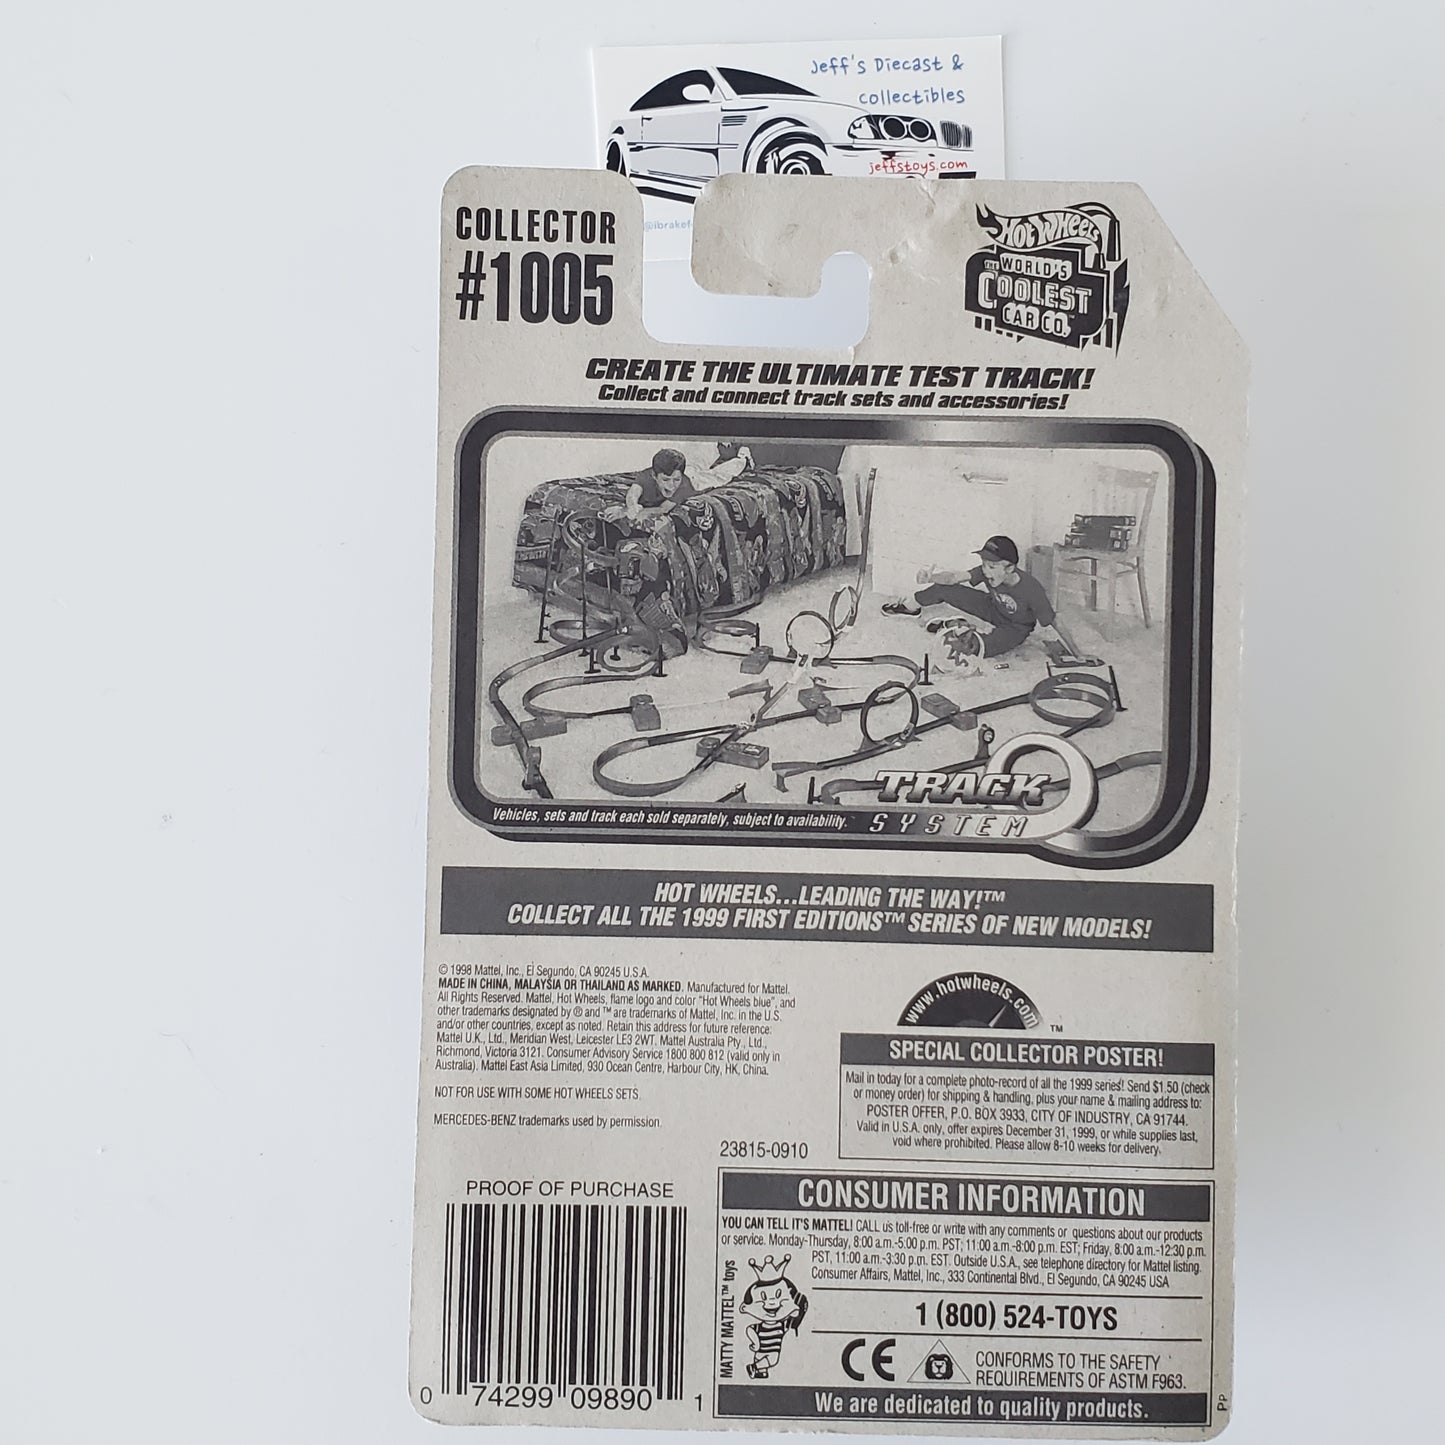 Jeff's Diecast &
collectibles
jeffstoys.com
COLLECTOR
#1005
HOT WHEELS
THE WORLD'S
COOLEST
CAR CO.™
CREATE THE ULTIMATE TEST TRACK!
Collect and connect track sets and accessories!
TRACK
SYSTEM
Vehicles, sets and track each sold separately, subject to availability.
HOT WHEELS...LEADING THE WAY!™
COLLECT ALL THE 1999 FIRST EDITIONS™ SERIES OF NEW MODELS!
© 1998 Mattel, Inc., El Segundo, CA 90245 U.S.A.
MADE IN CHINA, MALAYSIA OR THAILAND AS MARKED. Manufactured for Mattel.
All Rights Reserved. Mattel, Hot Wheels, flame logo and color "Hot Wheels blue", and
other trademarks designated by ® and ™ are trademarks of Mattel, Inc. in the U.S.
and/or other countries, except as noted. Retain this address for future reference:
Mattel U.K., Ltd., Meridian West, Leicester LE3 2WT. Mattel Australia Pty., Ltd.,
Richmond, Victoria 3121. Consumer Advisory Service 1800 800 812 (valid only in
Australia). Mattel East Asia Limited, 930 Ocean Centre, Harbour City, HK, China.
NOT FOR USE WITH SOME HOT WHEELS SETS.
MERCEDES-BENZ trademarks used by permission.
www.hotwheels.com
™
SPECIAL COLLECTOR POSTER!
Mail in today for a complete photo-record of all the 1999 series! Send $1.50 (check
or money order) for shipping & handling, plus your name & mailing address to:
POSTER OFFER, P.O. BOX 3933, CITY OF INDUSTRY, CA 91744.
Valid in U.S.A. only, offer expires December 31, 1999, or while supplies last,
void where prohibited. Please allow 8-10 weeks for delivery.
23815-0910
PROOF OF PURCHASE
0 74299 09890 1
CONSUMER INFORMATION
YOU CAN TELL IT'S MATTEL! CALL us toll-free or write with any comments or questions about our products
or service. Monday-Thursday, 8:00 a.m.-5:00 p.m. PST; 11:00 a.m.-8:00 p.m. EST; Friday, 8:00 a.m.-12:30 p.m.
PST, 11:00 a.m.-3:30 p.m. EST. Outside U.S.A., see telephone directory for Mattel listing.
Consumer Affairs, Mattel, Inc., 333 Continental Blvd., El Segundo, CA 90245 USA
MATTY MATTEL™ toys
1 (800) 524-TOYS
CE
CONFORMS TO THE SAFETY
REQUIREMENTS OF ASTM F963.
We are dedicated to quality products.
PP